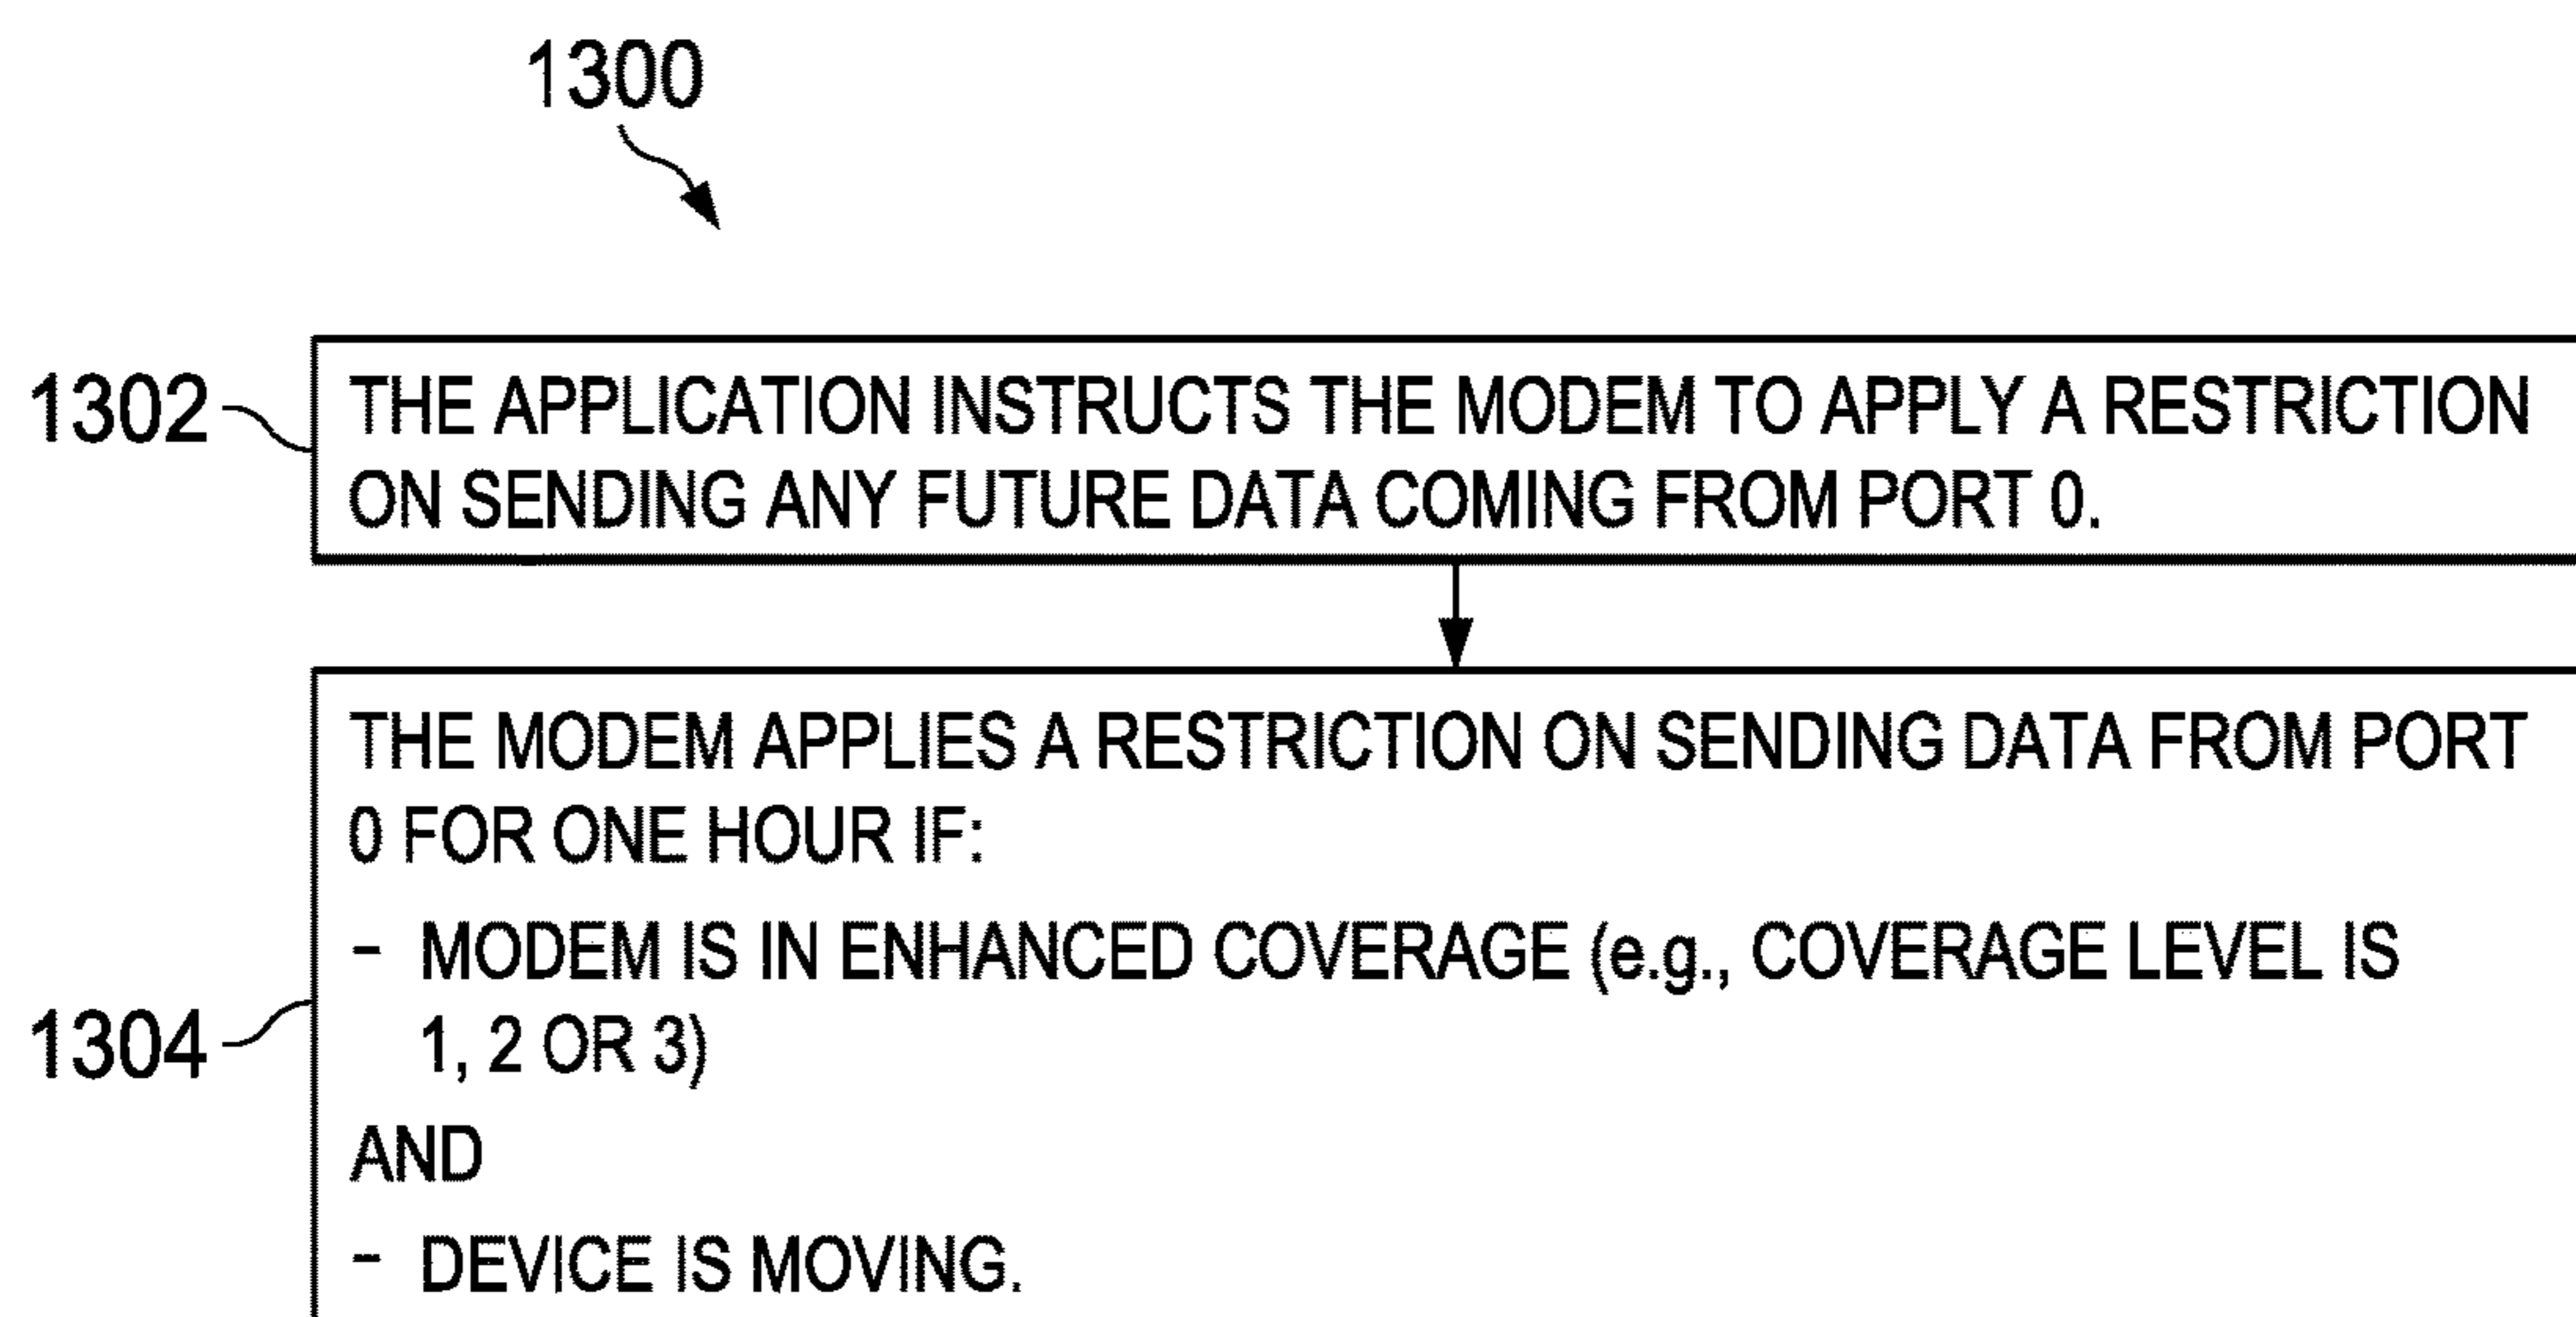 1300
1302
THE APPLICATION INSTRUCTS THE MODEM TO APPLY A RESTRICTION
ON SENDING ANY FUTURE DATA COMING FROM PORT 0.
THE MODEM APPLIES A RESTRICTION ON SENDING DATA FROM PORT
0 FOR ONE HOUR IF:
- MODEM IS IN ENHANCED COVERAGE (e.g., COVERAGE LEVEL IS
1, 2 OR 3)
1304
AND
- DEVICE IS MOVING.